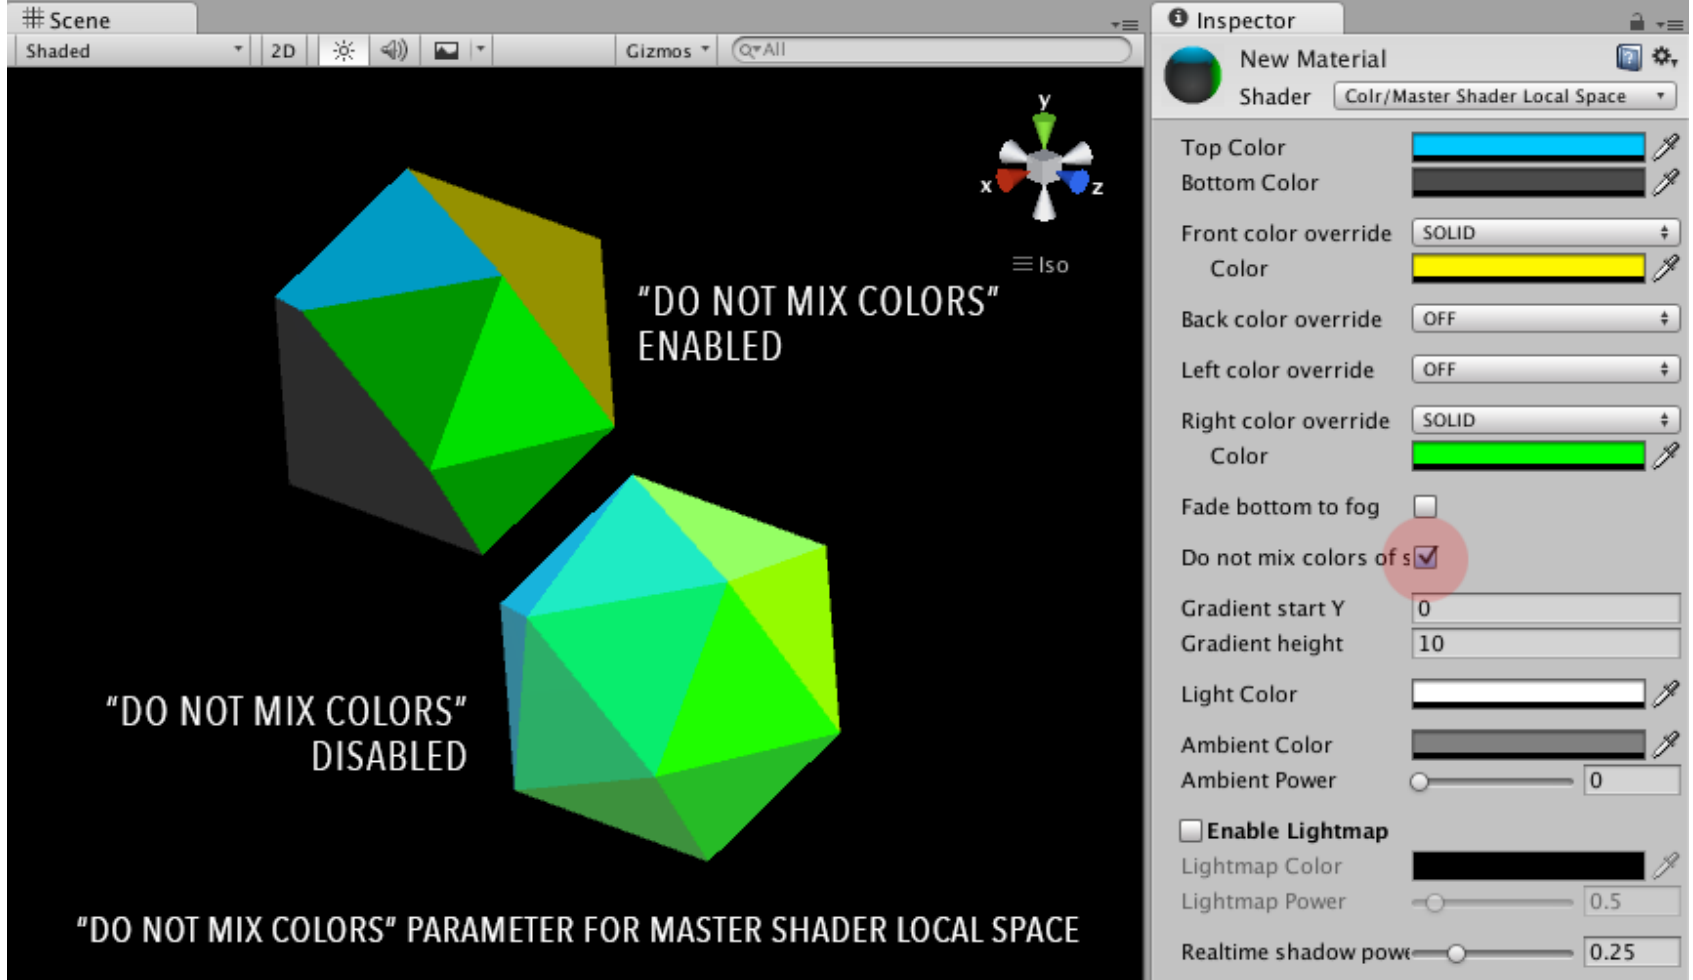 Scene
Shaded
2D
Gizmos
All
y
x
z
Iso
"DO NOT MIX COLORS"
ENABLED
"DO NOT MIX COLORS"
DISABLED
"DO NOT MIX COLORS" PARAMETER FOR MASTER SHADER LOCAL SPACE
Inspector
New Material
Shader Colr/Master Shader Local Space
Top Color
Bottom Color
Front color override SOLID
Color
Back color override OFF
Left color override OFF
Right color override SOLID
Color
Fade bottom to fog
Do not mix colors of s
Gradient start Y 0
Gradient height 10
Light Color
Ambient Color
Ambient Power 0
Enable Lightmap
Lightmap Color
Lightmap Power 0.5
Realtime shadow powe 0.25